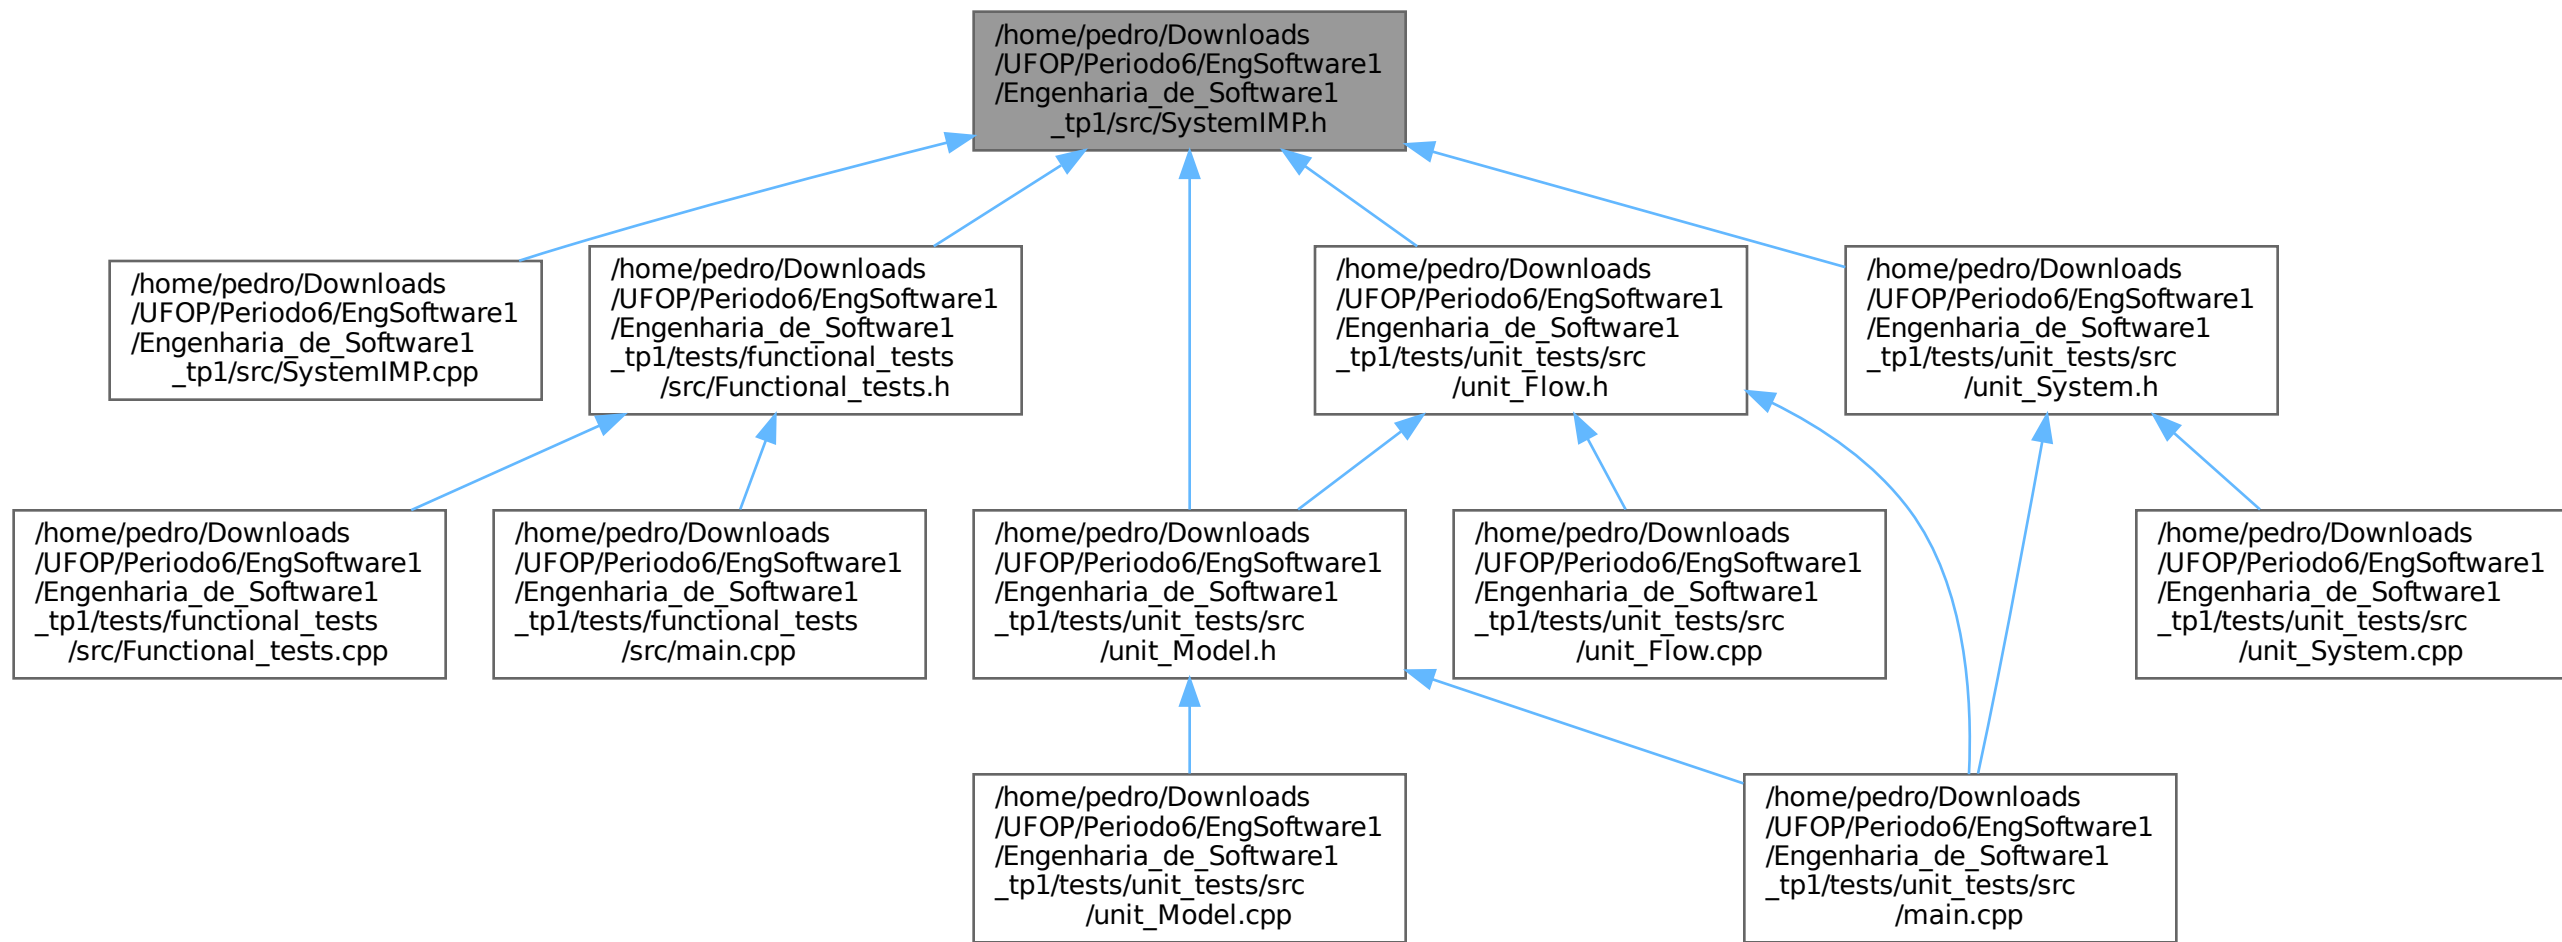 /home/pedro/Downloads
/UFOP/Periodo6/EngSoftware1
/Engenharia_de_Software1
_tp1/src/SystemIMP.h
/home/pedro/Downloads
/UFOP/Periodo6/EngSoftware1
/Engenharia_de_Software1
_tp1/src/SystemIMP.cpp
/home/pedro/Downloads
/UFOP/Periodo6/EngSoftware1
/Engenharia_de_Software1
_tp1/tests/functional_tests
/src/Functional_tests.h
/home/pedro/Downloads
/UFOP/Periodo6/EngSoftware1
/Engenharia_de_Software1
_tp1/tests/unit_tests/src
/unit_Flow.h
/home/pedro/Downloads
/UFOP/Periodo6/EngSoftware1
/Engenharia_de_Software1
_tp1/tests/unit_tests/src
/unit_System.h
/home/pedro/Downloads
/UFOP/Periodo6/EngSoftware1
/Engenharia_de_Software1
_tp1/tests/functional_tests
/src/Functional_tests.cpp
/home/pedro/Downloads
/UFOP/Periodo6/EngSoftware1
/Engenharia_de_Software1
_tp1/tests/functional_tests
/src/main.cpp
/home/pedro/Downloads
/UFOP/Periodo6/EngSoftware1
/Engenharia_de_Software1
_tp1/tests/unit_tests/src
/unit_Model.h
/home/pedro/Downloads
/UFOP/Periodo6/EngSoftware1
/Engenharia_de_Software1
_tp1/tests/unit_tests/src
/unit_Flow.cpp
/home/pedro/Downloads
/UFOP/Periodo6/EngSoftware1
/Engenharia_de_Software1
_tp1/tests/unit_tests/src
/unit_System.cpp
/home/pedro/Downloads
/UFOP/Periodo6/EngSoftware1
/Engenharia_de_Software1
_tp1/tests/unit_tests/src
/unit_Model.cpp
/home/pedro/Downloads
/UFOP/Periodo6/EngSoftware1
/Engenharia_de_Software1
_tp1/tests/unit_tests/src
/main.cpp